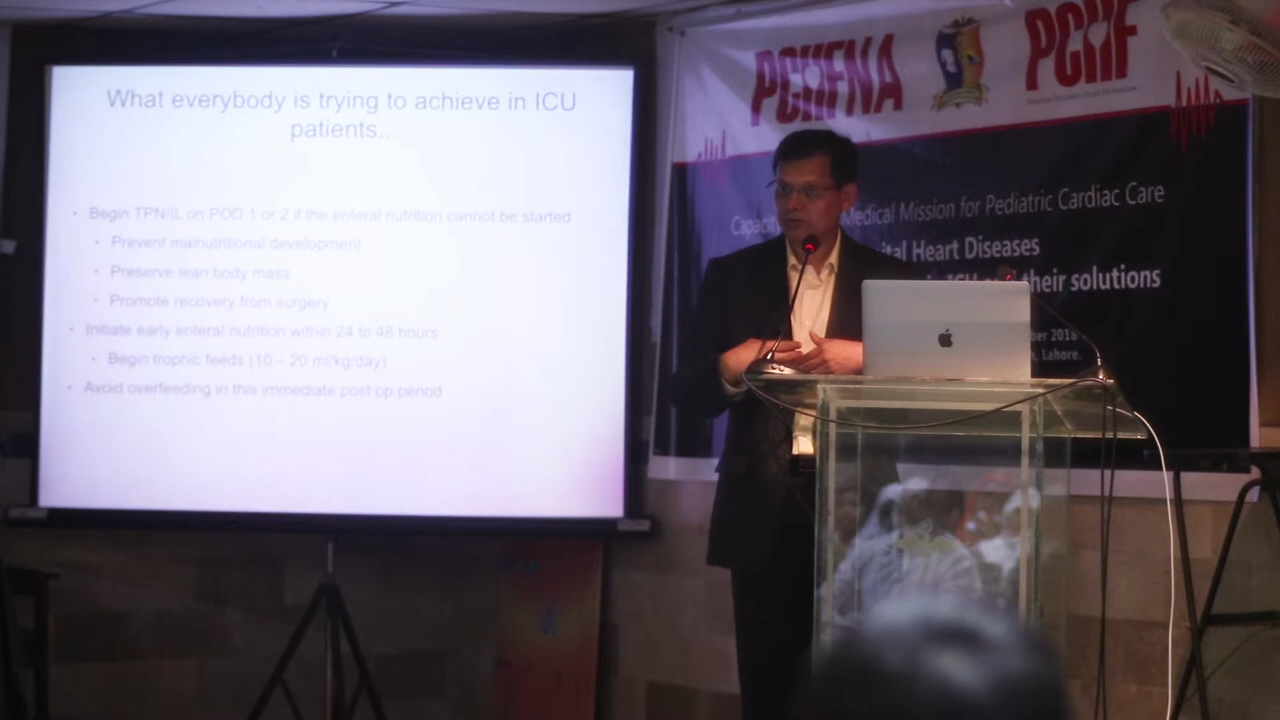 What everybody is trying to achieve in ICU
patients..
• Begin TPN/IL on POD 1 or 2 if the enteral nutrition cannot be started
• Prevent malnutritional development
• Preserve lean body mass
• Promote recovery from surgery
• Initiate early enteral nutrition within 24 to 48 hours
• Begin trophic feeds (10 – 20 ml/kg/day)
• Avoid overfeeding in this immediate post op period
PCHFNA
PCHF
Medical Mission for Pediatric Cardiac Care
Heart Diseases
their solutions
2018
Lahore.